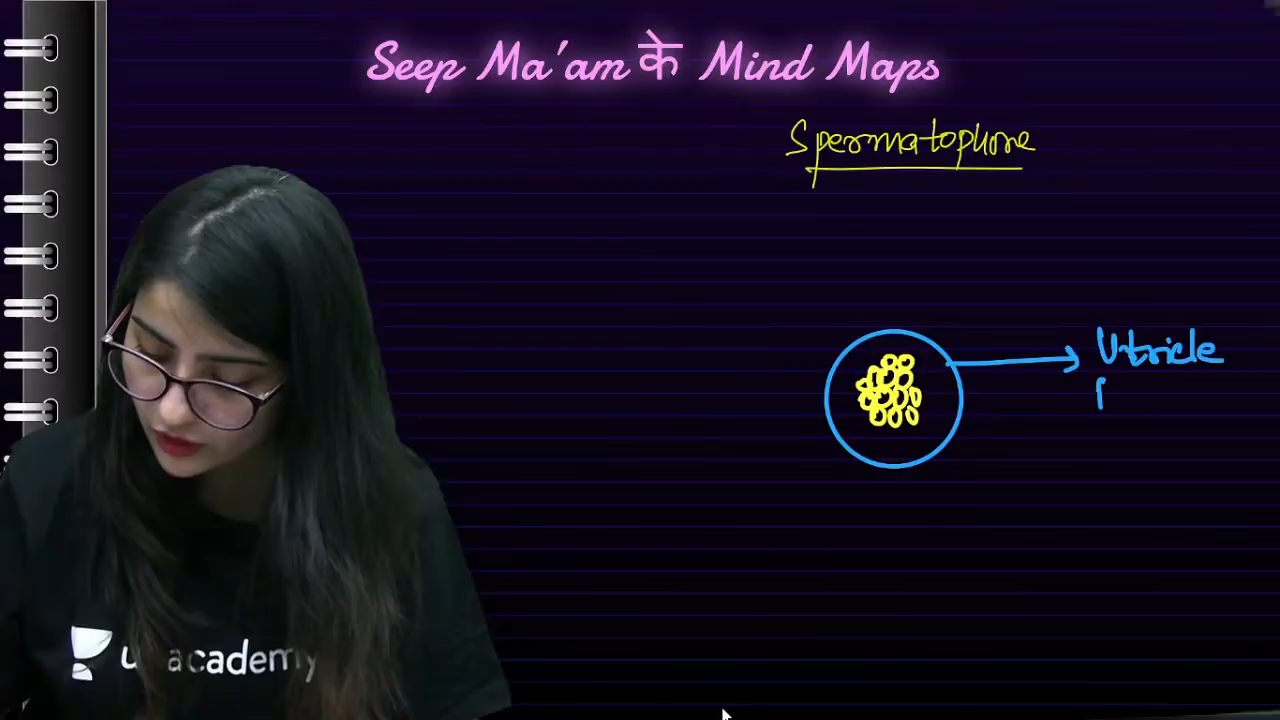 Seep Ma'am के Mind Maps
Spermatophore
Utricle
unacademy